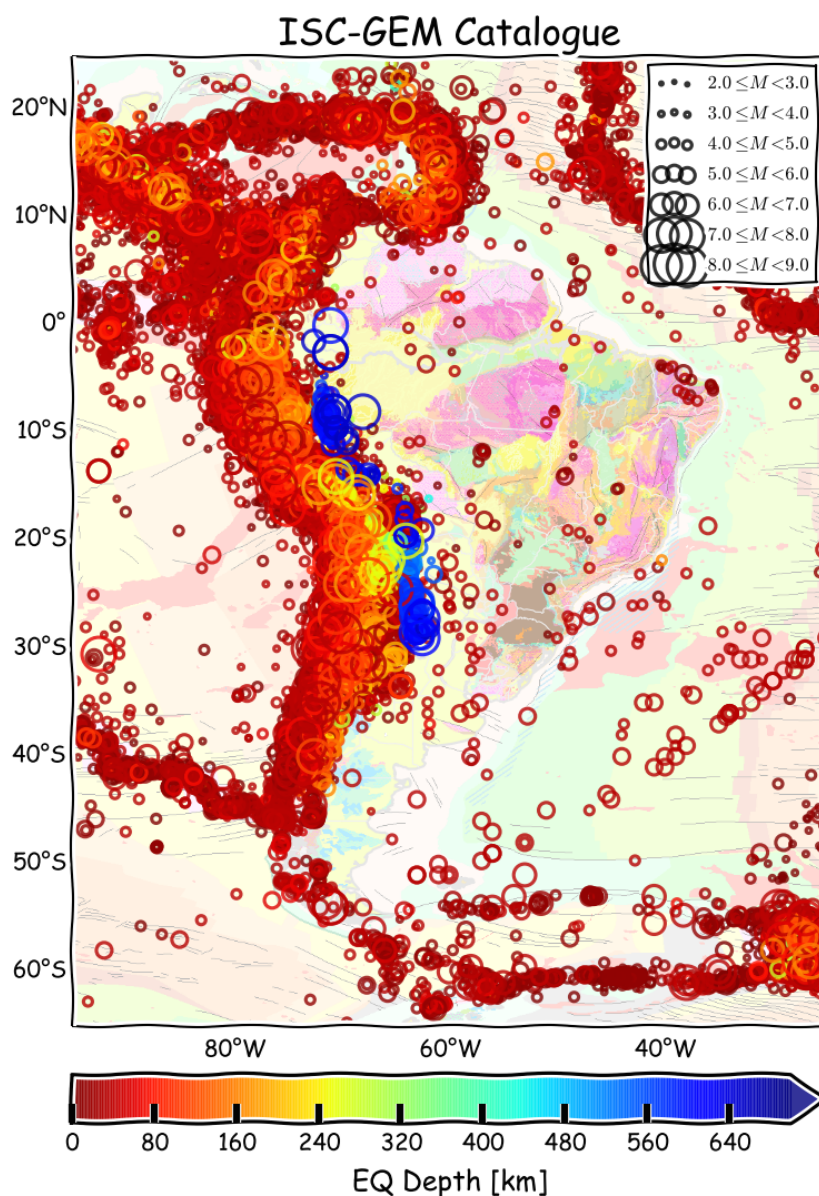 ISC-GEM Catalogue
20°N
10°N
0°
10°S
20°S
30°S
40°S
50°S
60°S
2.0 ≤M <3.0
3.0 ≤M <4.0
4.0 ≤M <5.0
5.0 ≤M <6.0
6.0 ≤M <7.0
7.0 ≤M <8.0
8.0 ≤M <9.0
80°W 60°W 40°W
0 80 160 240 320 400 480 560 640
EQ Depth [km]